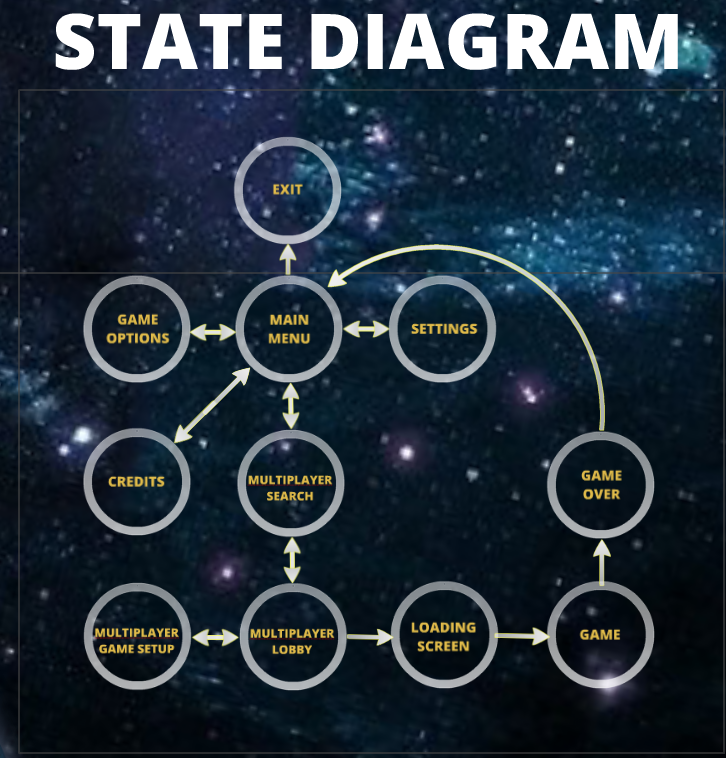 STATE DIAGRAM
EXIT
GAME
OPTIONS
MAIN
MENU
SETTINGS
CREDITS
MULTIPLAYER
SEARCH
GAME
OVER
MULTIPLAYER
GAME SETUP
MULTIPLAYER
LOBBY
LOADING
SCREEN
GAME